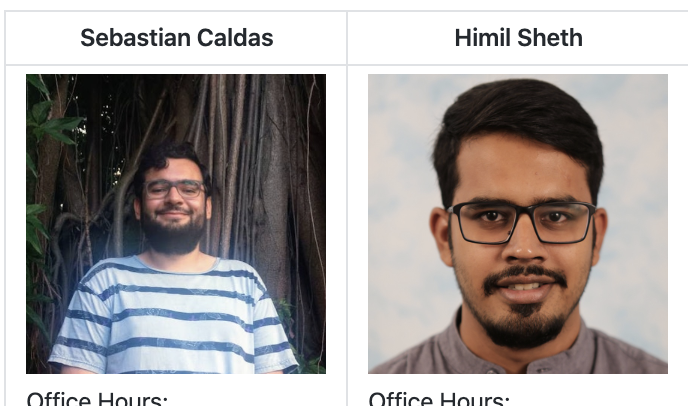 Sebastian Caldas
Himil Sheth
Office Hours:
Office Hours: